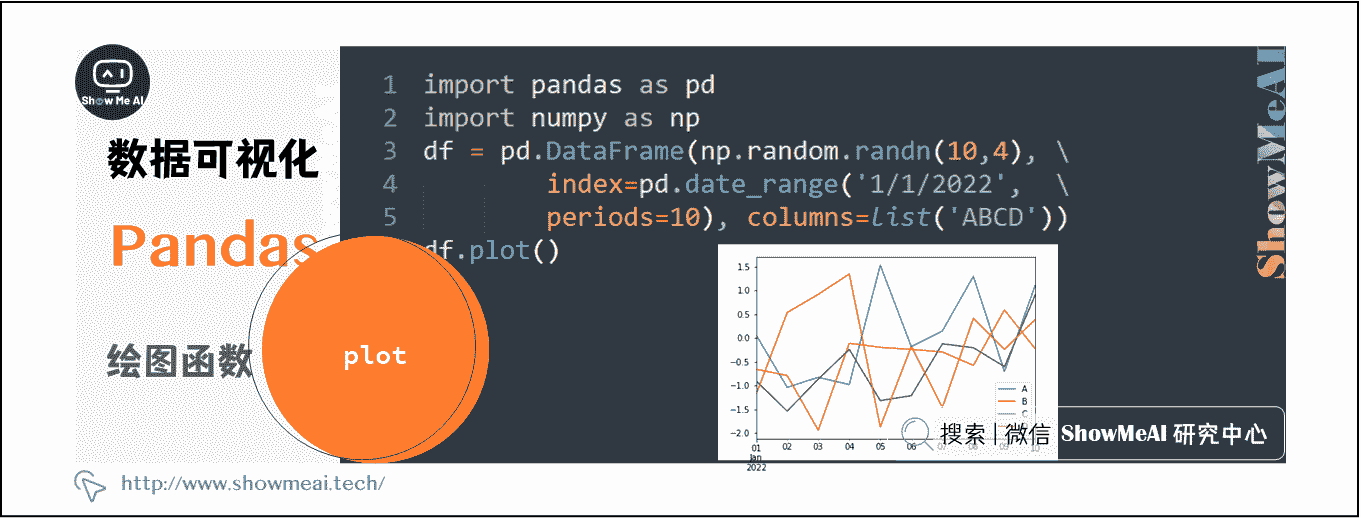 Show Me AI
数据可视化
Pandas
绘图函数
plot
1 import pandas as pd
2 import numpy as np
3 df = pd.DataFrame(np.random.randn(10,4), \
4 index=pd.date_range('1/1/2022', \
5 periods=10), columns=list('ABCD'))
df.plot()
1.5
1.0
0.5
0.0
−0.5
−1.0
−1.5
−2.0
01 02 03 04 05 06 07 08 09 10
Jan
2022
A
B
C
搜索 | 微信 ShowMeAI 研究中心
ShowMeAI
http://www.showmeai.tech/